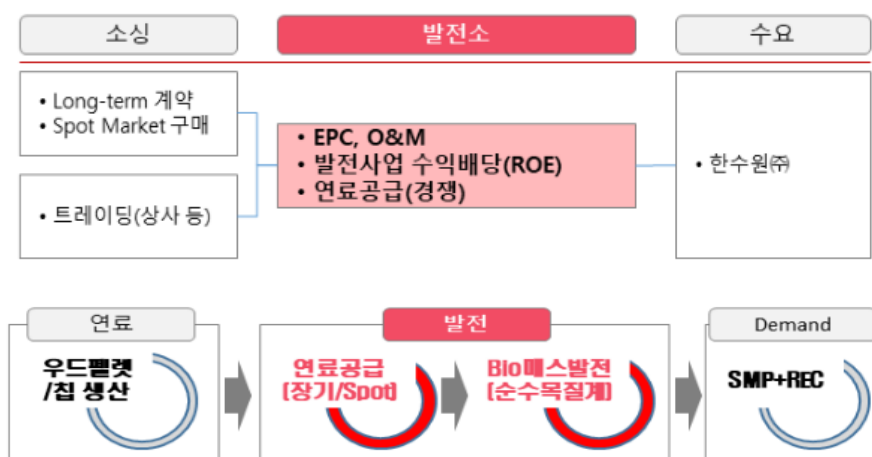 소싱
발전소
수요
• Long-term 계약
• Spot Market 구매
• 트레이딩(상사 등)
• EPC, O&M
• 발전사업 수익배당(ROE)
• 연료공급(경쟁)
• 한수원㈜
연료
발전
Demand
우드펠렛
/칩 생산
연료공급
(장기/Spot)
Bio매스발전
(순수목질계)
SMP+REC